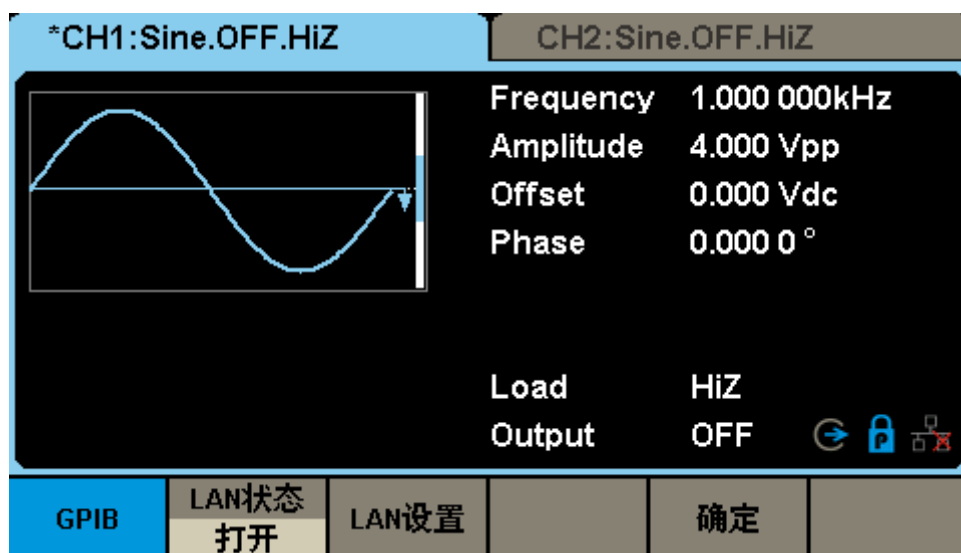 *CH1:Sine.OFF.HiZ
CH2:Sine.OFF.HiZ
Frequency 1.000 000kHz
Amplitude 4.000 Vpp
Offset 0.000 Vdc
Phase 0.000 0 °
Load HiZ
Output OFF
GPIB
LAN状态
打开
LAN设置
确定